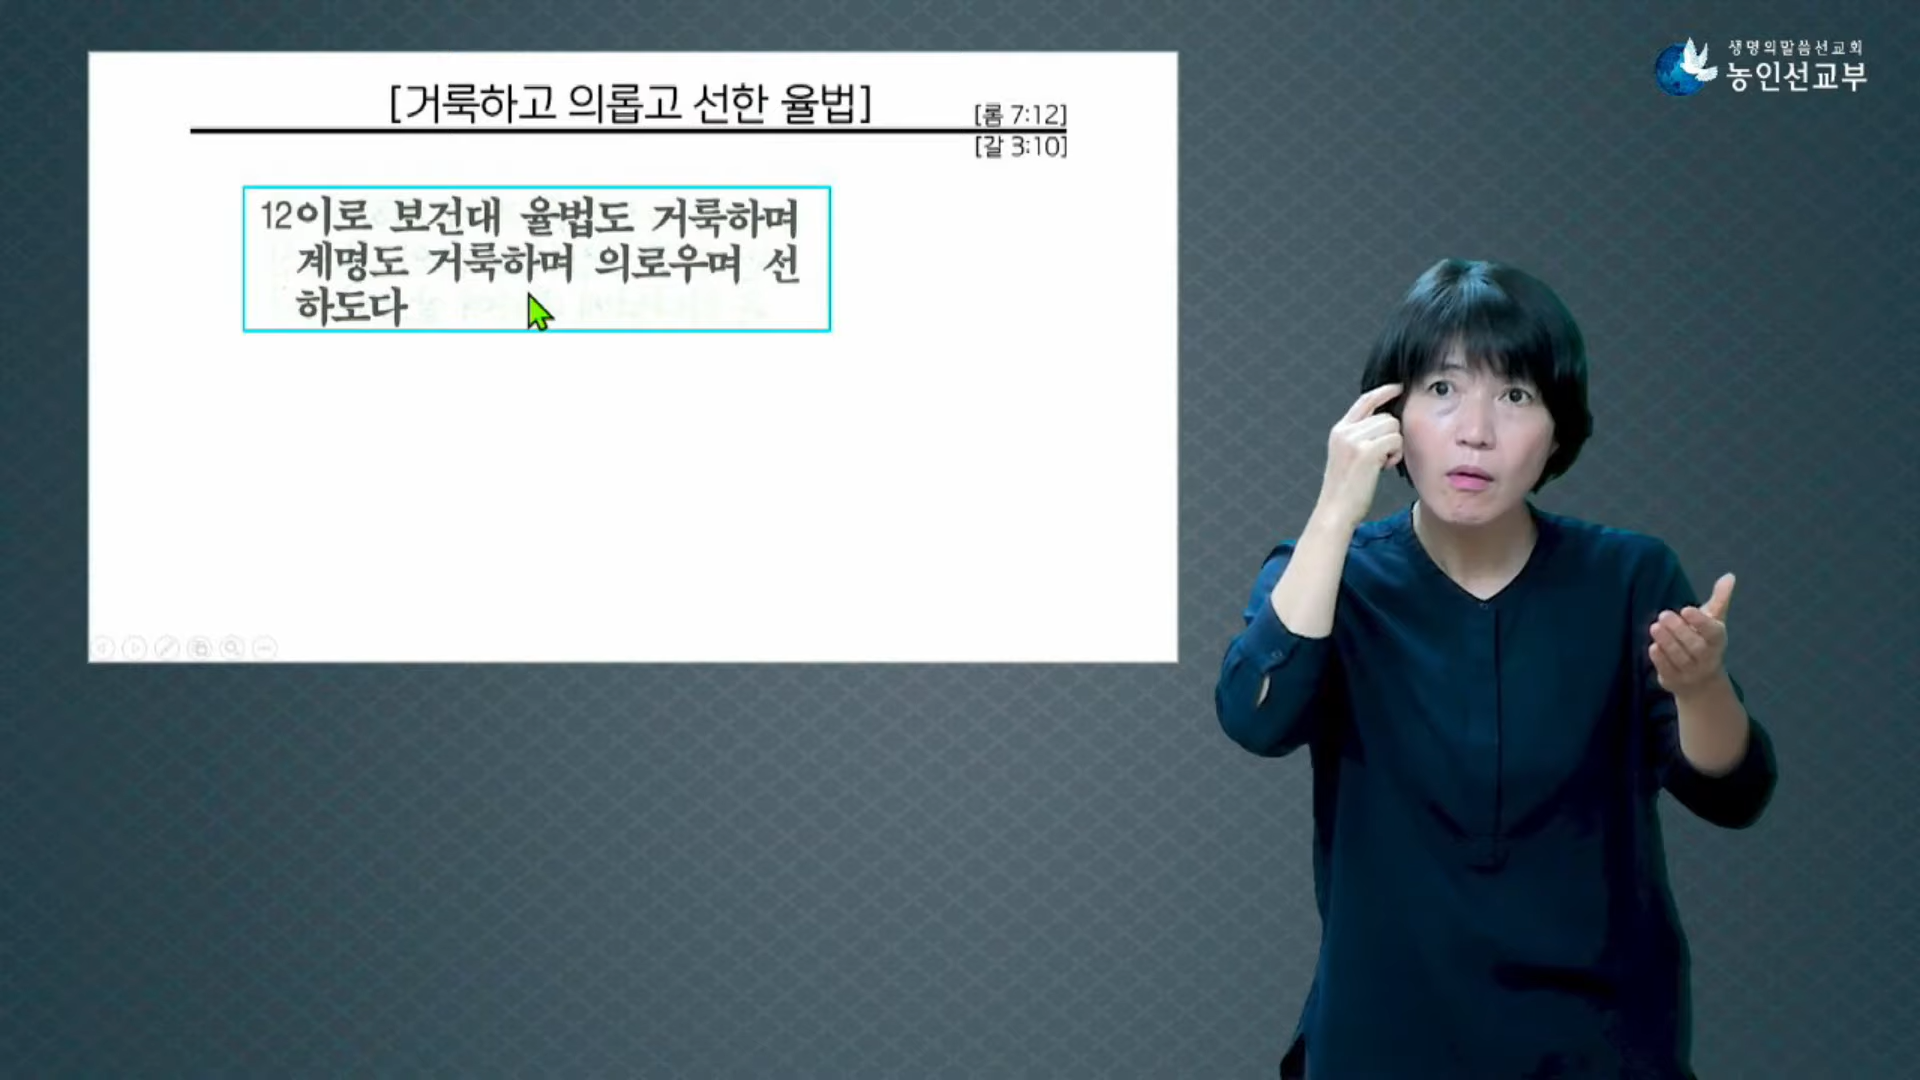 [거룩하고 의롭고 선한 율법]
[롬 7:12]
[갈 3:10]
12이로 보건대 율법도 거룩하며
계명도 거룩하며 의로우며 선
하도다
생명의말씀선교회
농인선교부